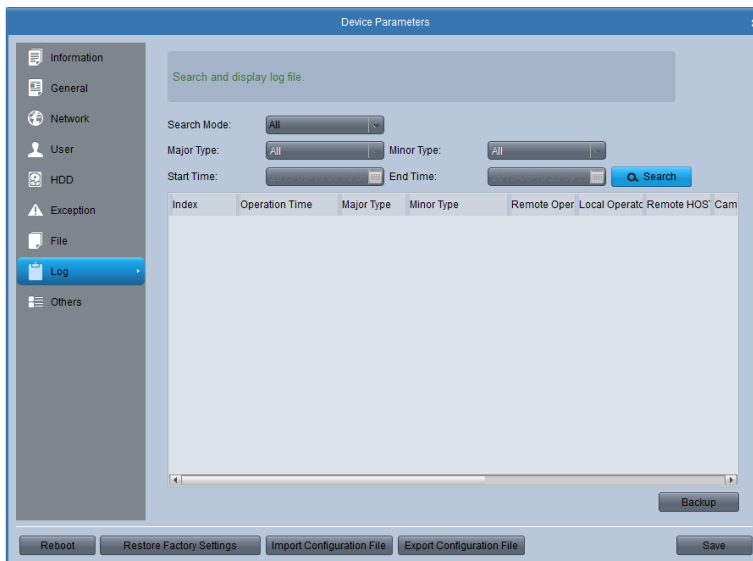 Device Parameters
Information
General
Network
User
HDD
Exception
File
Log
Others
Search and display log file.
Search Mode: All
Major Type: All Minor Type: All
Start Time: End Time: Search
Index Operation Time Major Type Minor Type Remote Oper Local Operato Remote HOST Cam
Backup
Reboot Restore Factory Settings Import Configuration File Export Configuration File Save